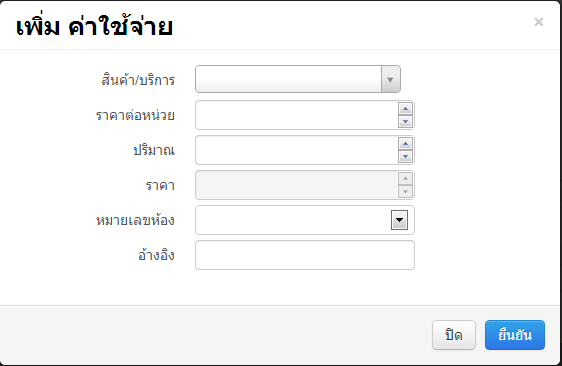 เพิ่ม ค่าใช้จ่าย
×
สินค้า/บริการ
ราคาต่อหน่วย
ปริมาณ
ราคา
หมายเลขห้อง
อ้างอิง
ปิด ยืนยัน